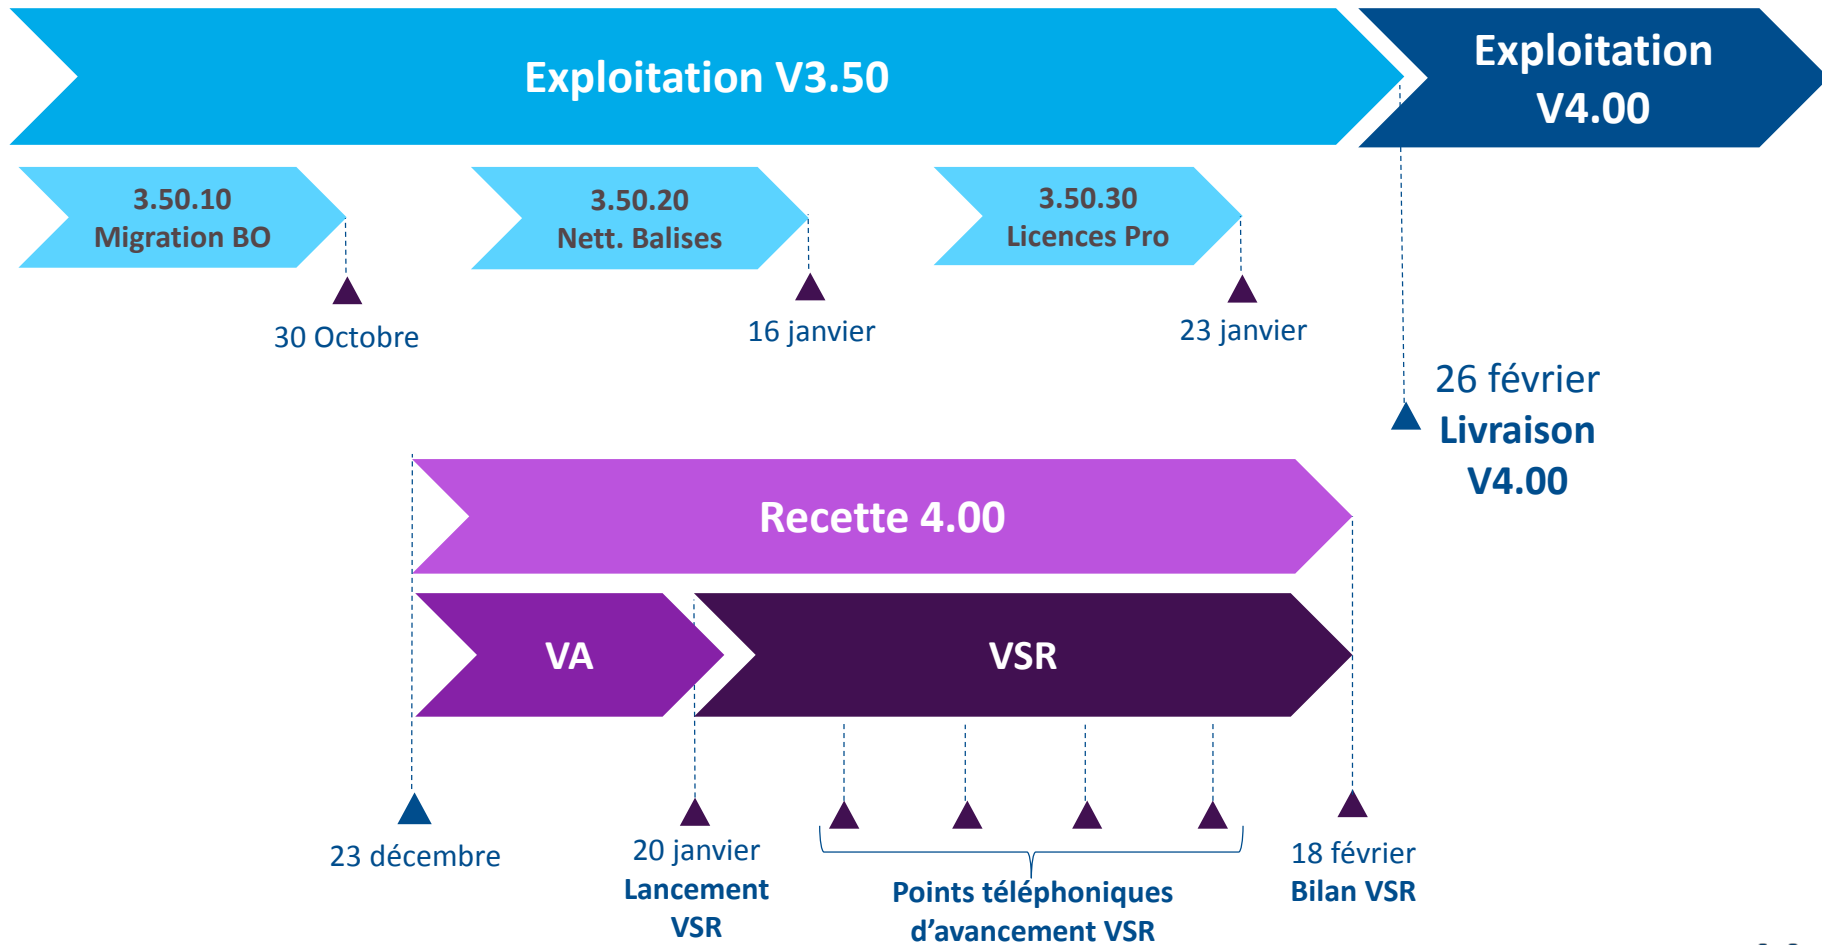 Exploitation V3.50
Exploitation
V4.00
3.50.10
Migration BO
3.50.20
Nett. Balises
3.50.30
Licences Pro
30 Octobre
16 janvier
23 janvier
26 février
Livraison
V4.00
Recette 4.00
VA
VSR
23 décembre
20 janvier
Lancement
VSR
Points téléphoniques
d’avancement VSR
18 février
Bilan VSR